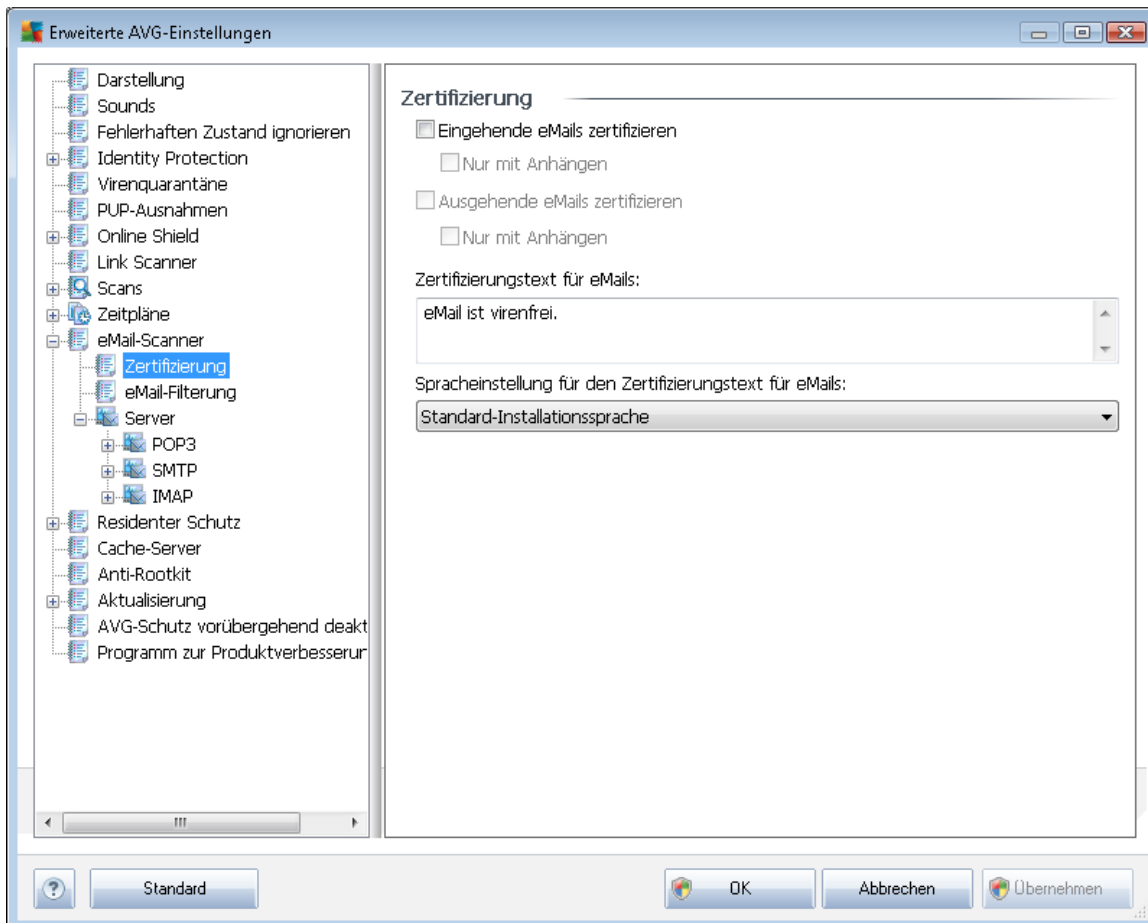 Erweiterte AVG-Einstellungen
Darstellung
Sounds
Fehlerhaften Zustand ignorieren
Identity Protection
Virenquarantäne
PUP-Ausnahmen
Online Shield
Link Scanner
Scans
Zeitpläne
eMail-Scanner
Zertifizierung
eMail-Filterung
Server
POP3
SMTP
IMAP
Residenter Schutz
Cache-Server
Anti-Rootkit
Aktualisierung
AVG-Schutz vorübergehend deakt
Programm zur Produktverbesserur
Zertifizierung
Eingehende eMails zertifizieren
Nur mit Anhängen
Ausgehende eMails zertifizieren
Nur mit Anhängen
Zertifizierungstext für eMails:
eMail ist virenfrei.
Spracheinstellung für den Zertifizierungstext für eMails:
Standard-Installationssprache
?
Standard
OK
Abbrechen
Übernehmen